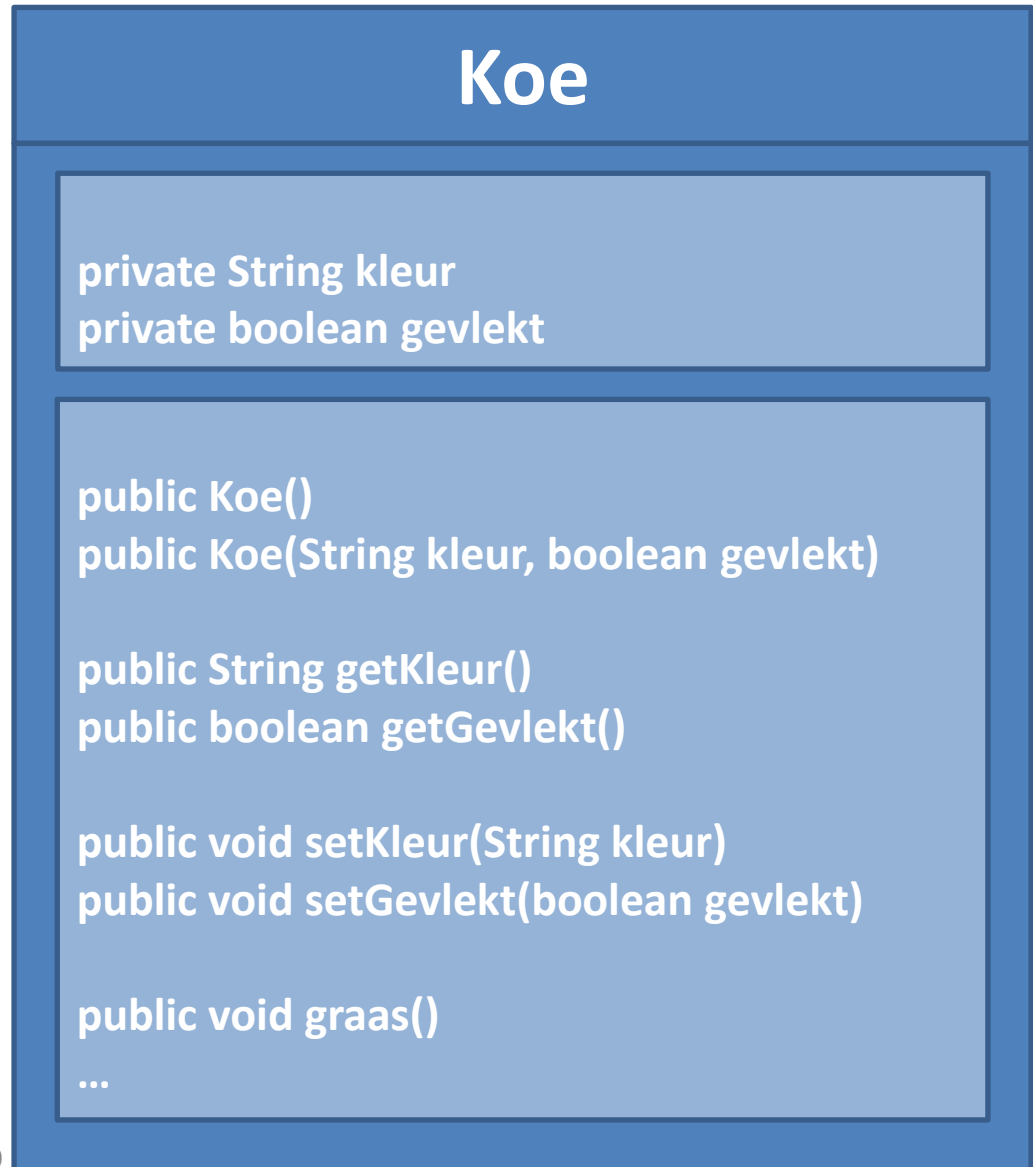 Koe
private String kleur
private boolean gevlekt
public Koe()
public Koe(String kleur, boolean gevlekt)
public String getKleur()
public boolean getGevlekt()
public void setKleur(String kleur)
public void setGevlekt(boolean gevlekt)
public void graas()
...